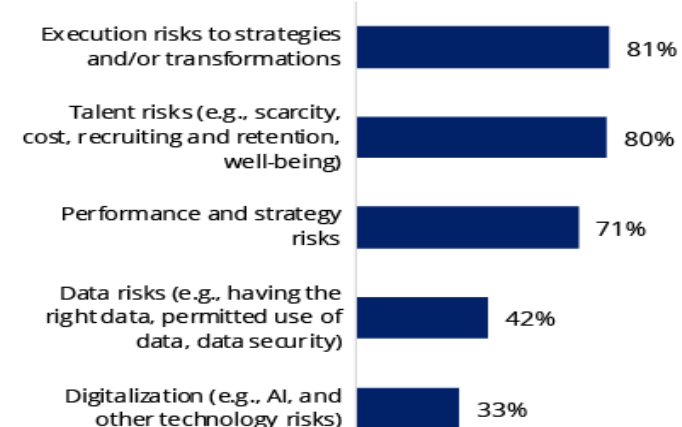 Execution risks to strategies
and/or transformations
81%
Talent risks (e.g., scarcity,
cost, recruiting and retention,
well-being)
80%
Performance and strategy
risks
71%
Data risks (e.g., having the
right data, permitted use of
data, data security)
42%
Digitalization (e.g., AI, and
other technology risks)
33%